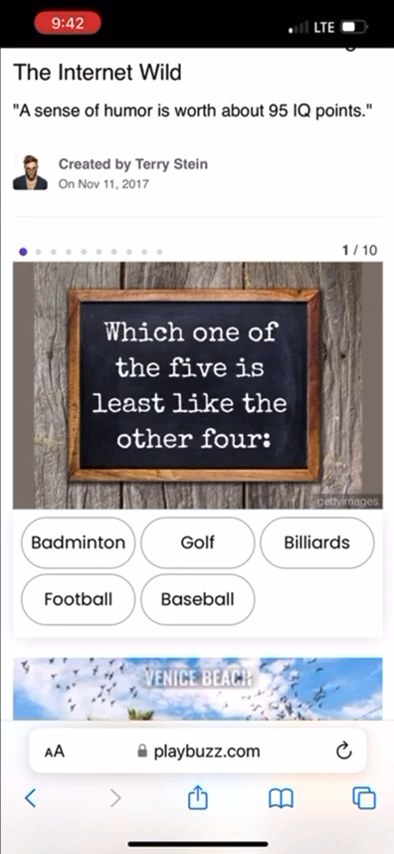 9:42
LTE
The Internet Wild
"A sense of humor is worth about 95 IQ points."
Created by Terry Stein
On Nov 11, 2017
1 / 10
Which one of
the five is
least like the
other four:
gettyimages
Badminton
Golf
Billiards
Football
Baseball
VENICE BEACH
AA
playbuzz.com